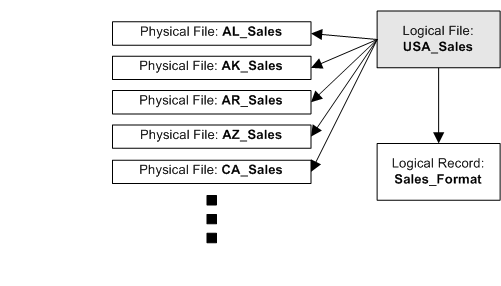 Physical File: AL_Sales
Physical File: AK_Sales
Physical File: AR_Sales
Physical File: AZ_Sales
Physical File: CA_Sales
Logical File:
USA_Sales
Logical Record:
Sales_Format